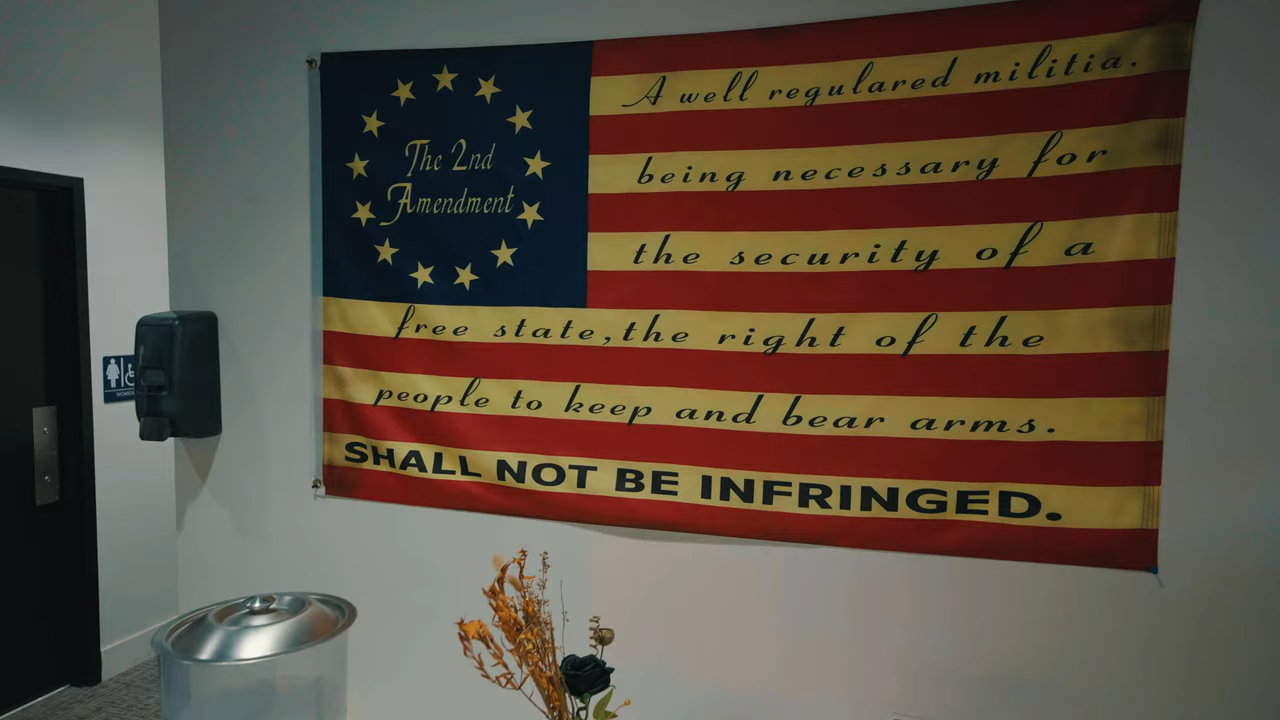 The 2nd
Amendment
A well regulared militia.
being necessary for
the security of a
free state,the right of the
people to keep and bear arms.
SHALL NOT BE INFRINGED.
WOMEN